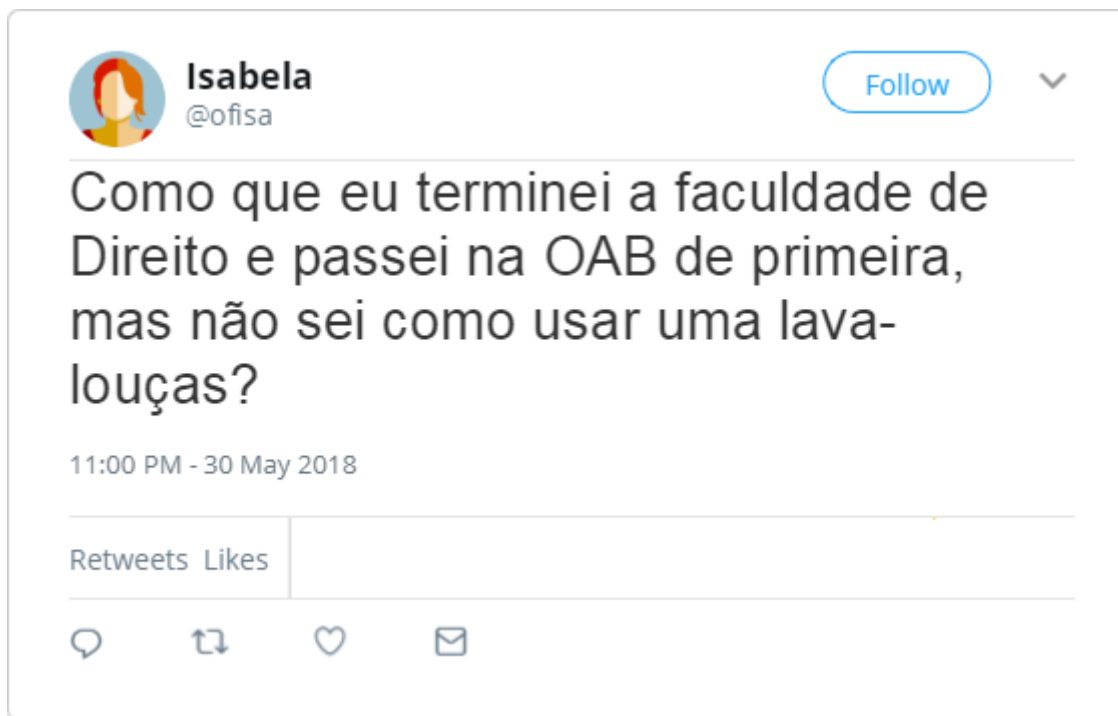 Isabela
@ofisa
Follow
Como que eu terminei a faculdade de
Direito e passei na OAB de primeira,
mas não sei como usar uma lava-
louças?
11:00 PM - 30 May 2018
Retweets Likes